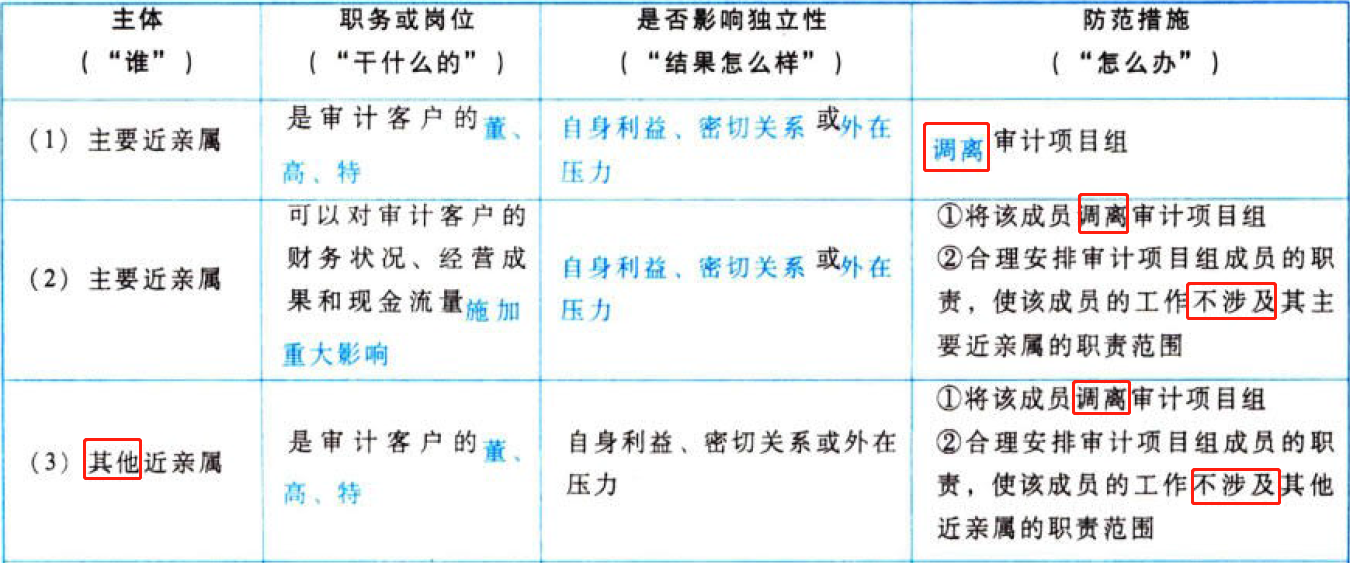 主体
（“谁”）
职务或岗位
（“干什么的”）
是否影响独立性
（“结果怎么样”）
防范措施
（“怎么办”）
（1）主要近亲属
是审计客户的董、
高、特
自身利益、密切关系或外在
压力
调离审计项目组
（2）主要近亲属
可以对审计客户的
财务状况、经营成
果和现金流量施加
重大影响
自身利益、密切关系或外在
压力
①将该成员调离审计项目组
②合理安排审计项目组成员的职
责，使该成员的工作不涉及其主
要近亲属的职责范围
（3）其他近亲属
是审计客户的董、
高、特
自身利益、密切关系或外在
压力
①将该成员调离审计项目组
②合理安排审计项目组成员的职
责，使该成员的工作不涉及其他
近亲属的职责范围